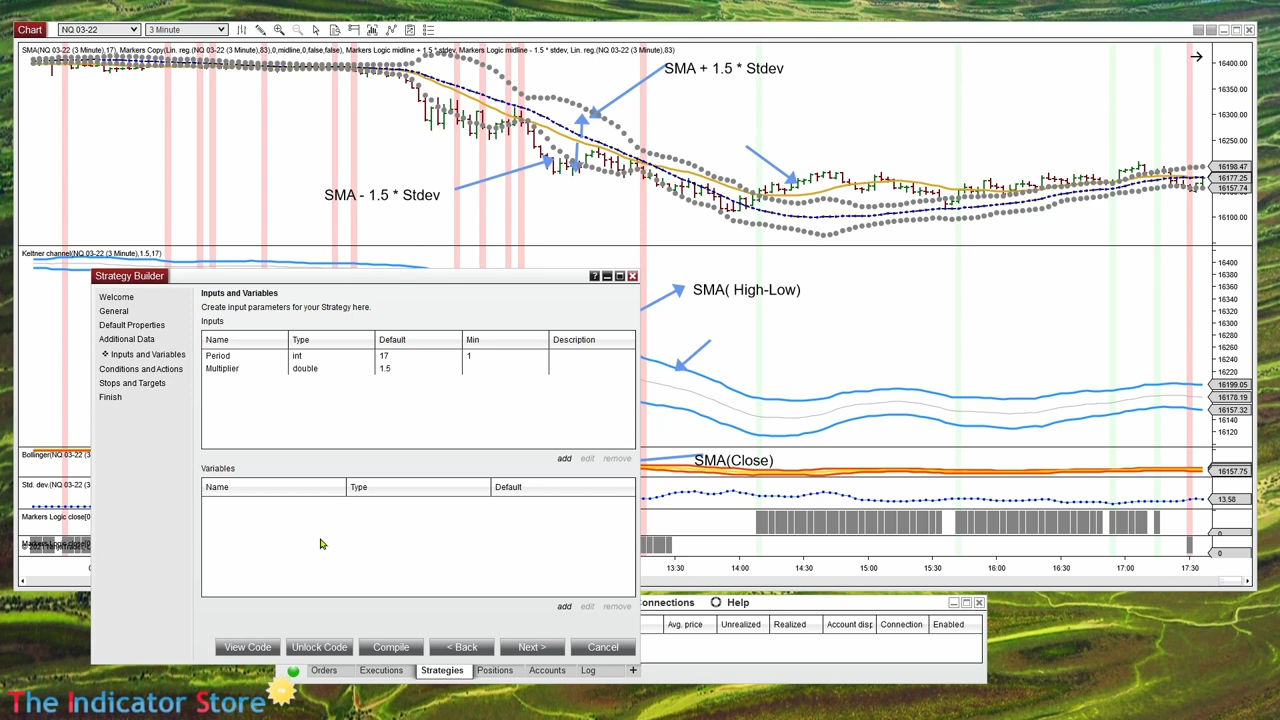 Chart NQ 03-22 3 Minute
SMA(NQ 03-22 (3 Minute),17), Markers Copy(Lin. reg.(NQ 03-22 (3 Minute),83),0,midline,0,false,false), Markers Logic midline + 1.5 * stdev, Markers Logic midline - 1.5 * stdev, Lin. reg.(NQ 03-22 (3 Minute),83)
SMA + 1.5 * Stdev
SMA - 1.5 * Stdev
16400.00
16350.00
16300.00
16250.00
16198.47
16177.25
16157.74
16100.00
Keltner channel(NQ 03-22 (3 Minute),1.5,17)
SMA( High-Low)
16400
16380
16360
16340
16320
16300
16280
16260
16240
16220
16199.05
16178.19
16157.32
16140
16120
Strategy Builder
Welcome
General
Default Properties
Additional Data
Inputs and Variables
Conditions and Actions
Stops and Targets
Finish
Inputs and Variables
Create input parameters for your Strategy here.
Inputs
Name Type Default Min Description
Period int 17 1
Multiplier double 1.5
add edit remove
Variables
Name Type Default
add edit remove
View Code Unlock Code Compile < Back Next > Cancel
Bollinger(NQ 03-22 (3
SMA(Close)
16157.75
Std. dev.(NQ 03-22 (3
13.58
Markers Logic close[0
0
0
13:30 14:00 14:30 15:00 15:30 16:00 16:30 17:00 17:30
onnections Help
Avg. price Unrealized Realized Account disp Connection Enabled
Orders Executions Strategies Positions Accounts Log +
The Indicator Store